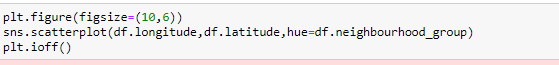 plt.figure(figsize=(10,6))
sns.scatterplot(df.longitude,df.latitude,hue=df.neighbourhood_group)
plt.ioff()